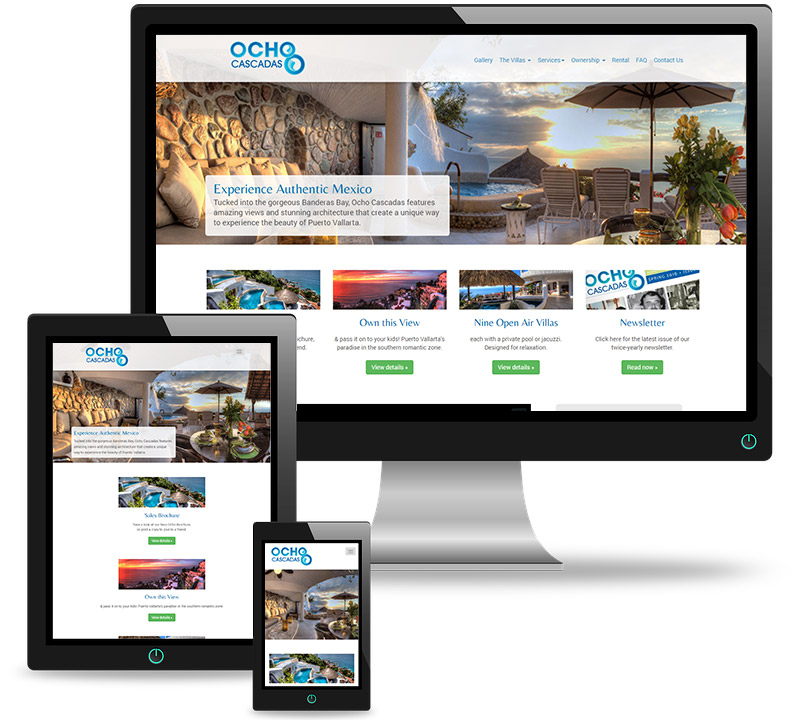 OCHO
CASCADAS
Gallery The Villas Services Ownership Rental FAQ Contact Us
Experience Authentic Mexico
Tucked into the gorgeous Banderas Bay, Ocho Cascadas features
amazing views and stunning architecture that create a unique way
to experience the beauty of Puerto Vallarta.
OCHO
CASCADAS
SPRING
chure,
end.
Own this View
& pass it on to your kids! Puerto Vallarta's
paradise in the southern romantic zone.
View details »
Nine Open Air Villas
each with a private pool or jacuzzi.
Designed for relaxation.
View details »
Newsletter
Click here for the latest issue of our
twice-yearly newsletter.
Read now »
OCHO
CASCADAS
Experience Authentic Mexico
Tucked into the gorgeous Banderas Bay, Ocho Cascadas features
amazing views and stunning architecture that create a unique
way to experience the beauty of Puerto Vallarta.
Sales Brochure
Take a look at our New Ocho Brochure,
or print a copy to you to a friend.
View details »
Own this View
& pass it on to your kids! Puerto Vallarta's paradise in the southern romantic zone.
View details »
OCHO
CASCADAS